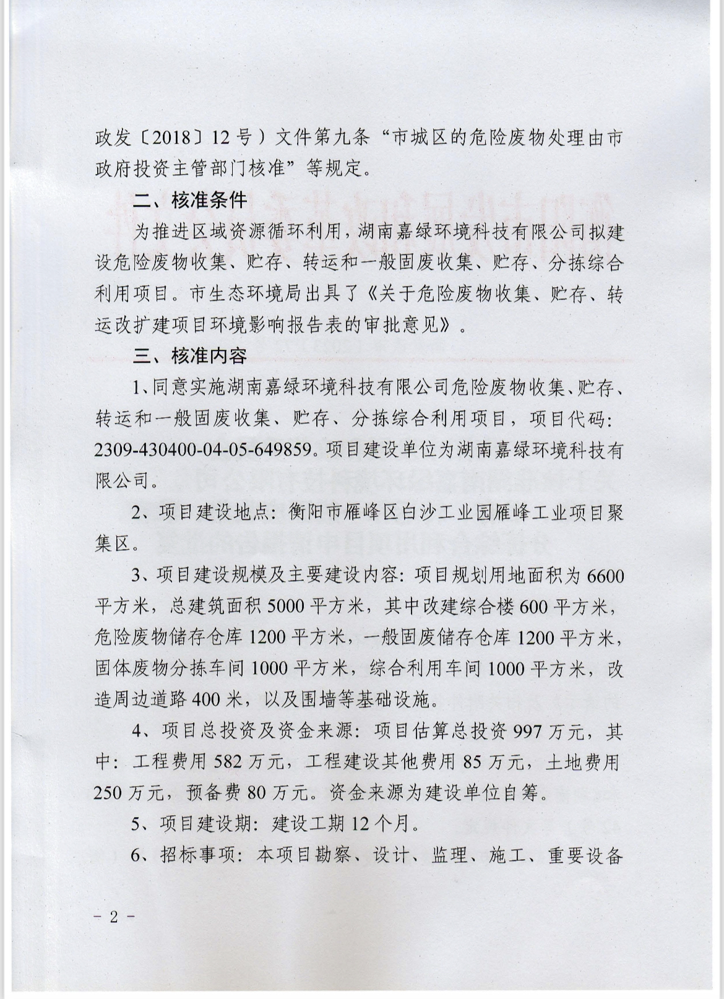 政发〔2018〕12号）文件第九条“市城区的危险废物处理由市
政府投资主管部门核准”等规定。
二、核准条件
为推进区域资源循环利用，湖南嘉绿环境科技有限公司拟建
设危险废物收集、贮存、转运和一般固废收集、贮存、分拣综合
利用项目。市生态环境局出具了《关于危险废物收集、贮存、转
运改扩建项目环境影响报告表的审批意见》。
三、核准内容
1、同意实施湖南嘉绿环境科技有限公司危险废物收集、贮存、
转运和一般固废收集、贮存、分拣综合利用项目，项目代码：
2309-430400-04-05-649859。项目建设单位为湖南嘉绿环境科技有
限公司。
2、项目建设地点：衡阳市雁峰区白沙工业园雁峰工业项目聚
集区。
3、项目建设规模及主要建设内容：项目规划用地面积为6600
平方米，总建筑面积5000平方米，其中改建综合楼600平方米，
危险废物储存仓库1200平方米，一般固废储存仓库1200平方米，
固体废物分拣车间1000平方米，综合利用车间1000平方米，改
造周边道路400米，以及围墙等基础设施。
4、项目总投资及资金来源：项目估算总投资997万元，其
中：工程费用582万元，工程建设其他费用85万元，土地费用
250万元，预备费80万元。资金来源为建设单位自筹。
5、项目建设期：建设工期12个月。
6、招标事项：本项目勘察、设计、监理、施工、重要设备
- 2 -